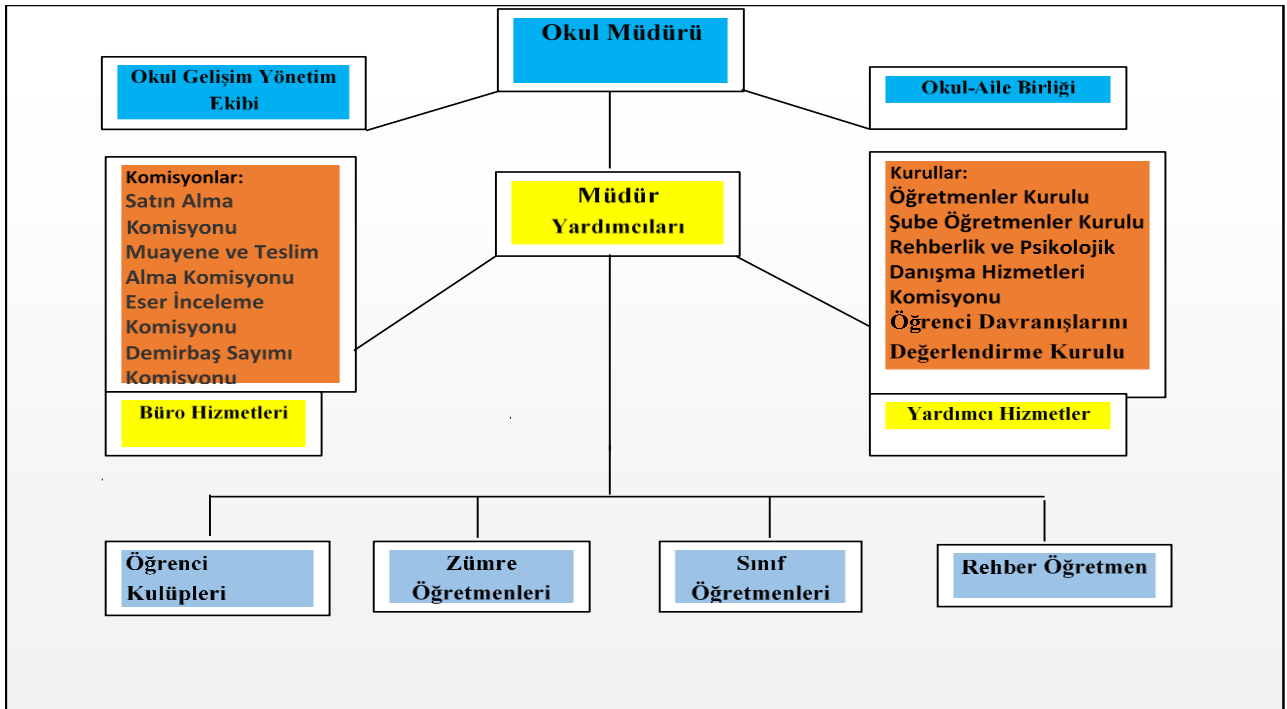 Okul Müdürü
Okul Gelişim Yönetim
Ekibi
Okul-Aile Birliği
Komisyonlar:
Satın Alma
Komisyonu
Muayene ve Teslim
Alma Komisyonu
Eser İnceleme
Komisyonu
Demirbaş Sayımı
Komisyonu
Müdür
Yardımcıları
Kurullar:
Öğretmenler Kurulu
Şube Öğretmenler Kurulu
Rehberlik ve Psikolojik
Danışma Hizmetleri
Komisyonu
Öğrenci Davranışlarını
Değerlendirme Kurulu
Büro Hizmetleri
Yardımcı Hizmetler
Öğrenci
Kulüpleri
Zümre
Öğretmenleri
Sınıf
Öğretmenleri
Rehber Öğretmen